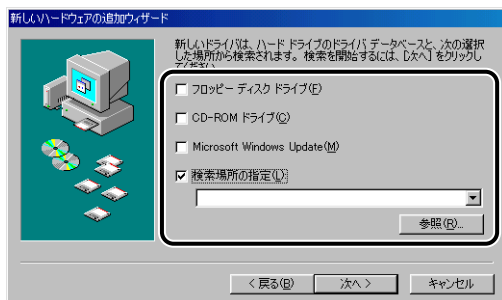 新しいハードウェアの追加ウィザード
新しいドライバは、ハード ドライブのドライバ データベースと、次の選択
した場所から検索されます。検索を開始するには、[次へ] をクリックし
てください。
フロッピー ディスク ドライブ(F)
CD-ROM ドライブ(C)
Microsoft Windows Update(M)
検索場所の指定(L):
参照(R)...
< 戻る(B)
次へ >
キャンセル